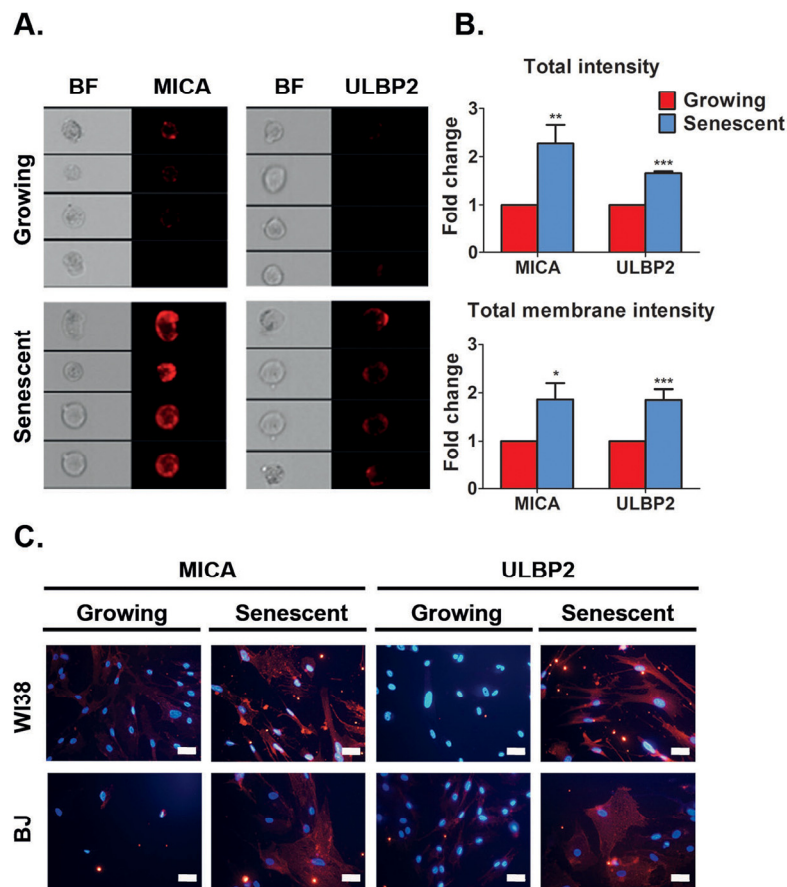 A.
BF MICA BF ULBP2
Growing
Senescent
B.
Total intensity
Growing
Senescent
Fold change
3
2
1
0
** ***
MICA ULBP2
Total membrane intensity
Fold change
3
2
1
0
* ***
MICA ULBP2
C.
MICA ULBP2
Growing Senescent Growing Senescent
WI38
BJ